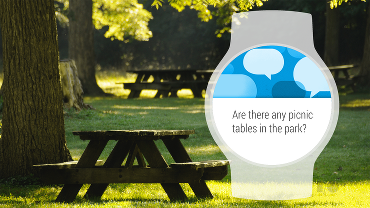 Are there any picnic
tables in the park?